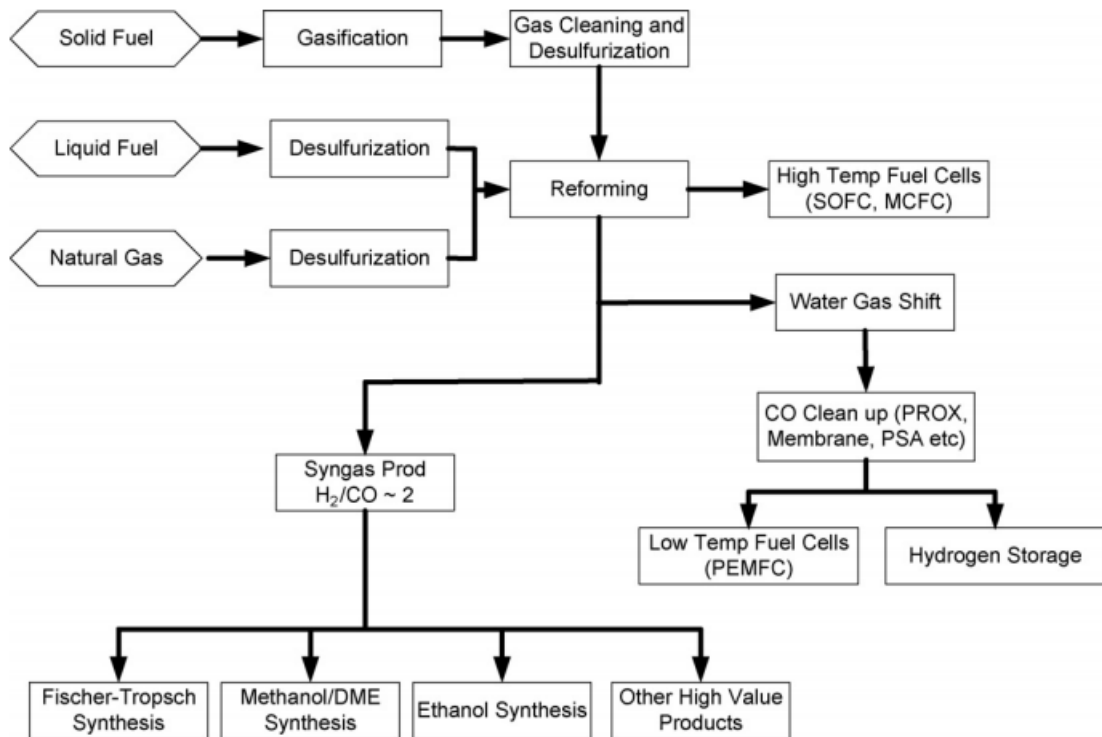 Solid Fuel
Gasification
Gas Cleaning and
Desulfurization
Liquid Fuel
Desulfurization
Reforming
High Temp Fuel Cells
(SOFC, MCFC)
Natural Gas
Desulfurization
Water Gas Shift
CO Clean up (PROX,
Membrane, PSA etc)
Syngas Prod
H₂/CO ~ 2
Low Temp Fuel Cells
(PEMFC)
Hydrogen Storage
Fischer-Tropsch
Synthesis
Methanol/DME
Synthesis
Ethanol Synthesis
Other High Value
Products